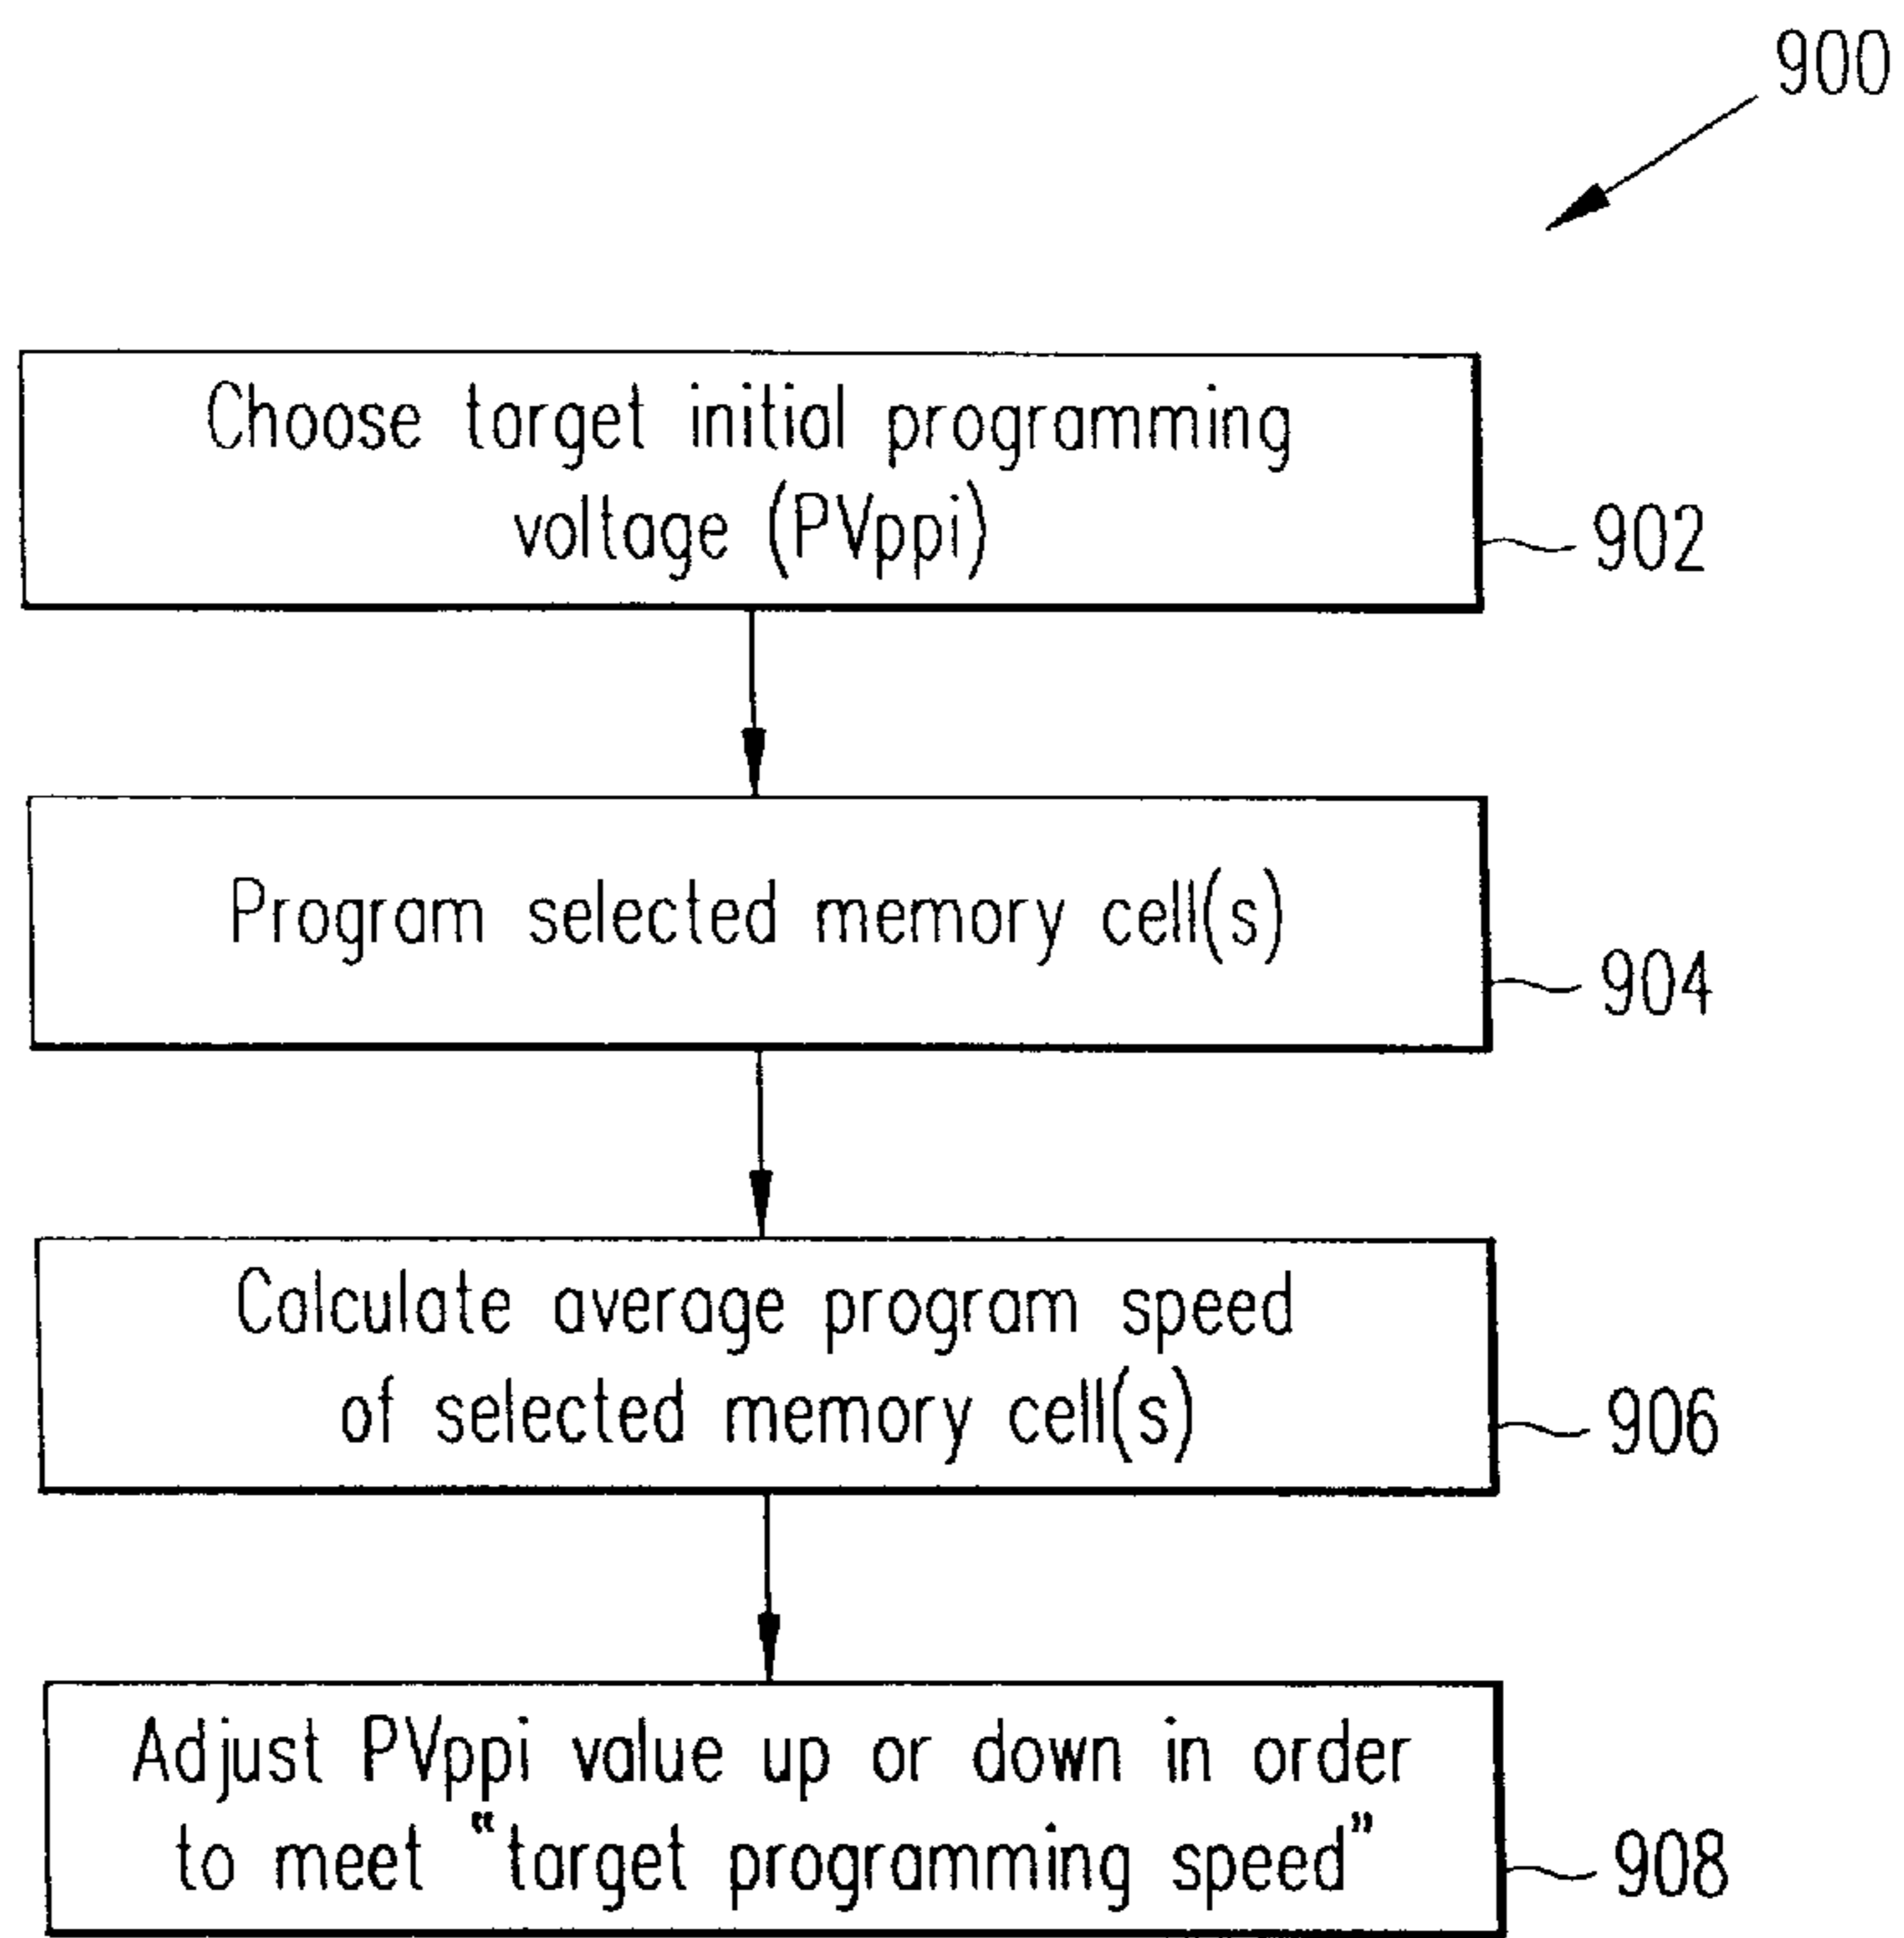 900
Choose target initial programming
voltage (PVppi)
902
Program selected memory cell(s)
904
Calculate average program speed
of selected memory cell(s)
906
Adjust PVppi value up or down in order
to meet “target programming speed”
908